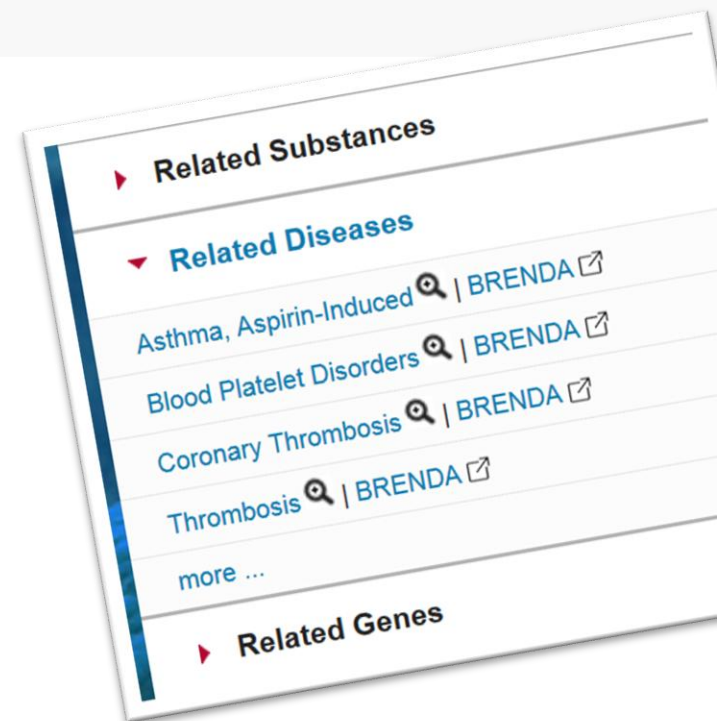 Related Substances
Related Diseases
Asthma, Aspirin-Induced | BRENDA
Blood Platelet Disorders | BRENDA
Coronary Thrombosis | BRENDA
Thrombosis | BRENDA
more ...
Related Genes